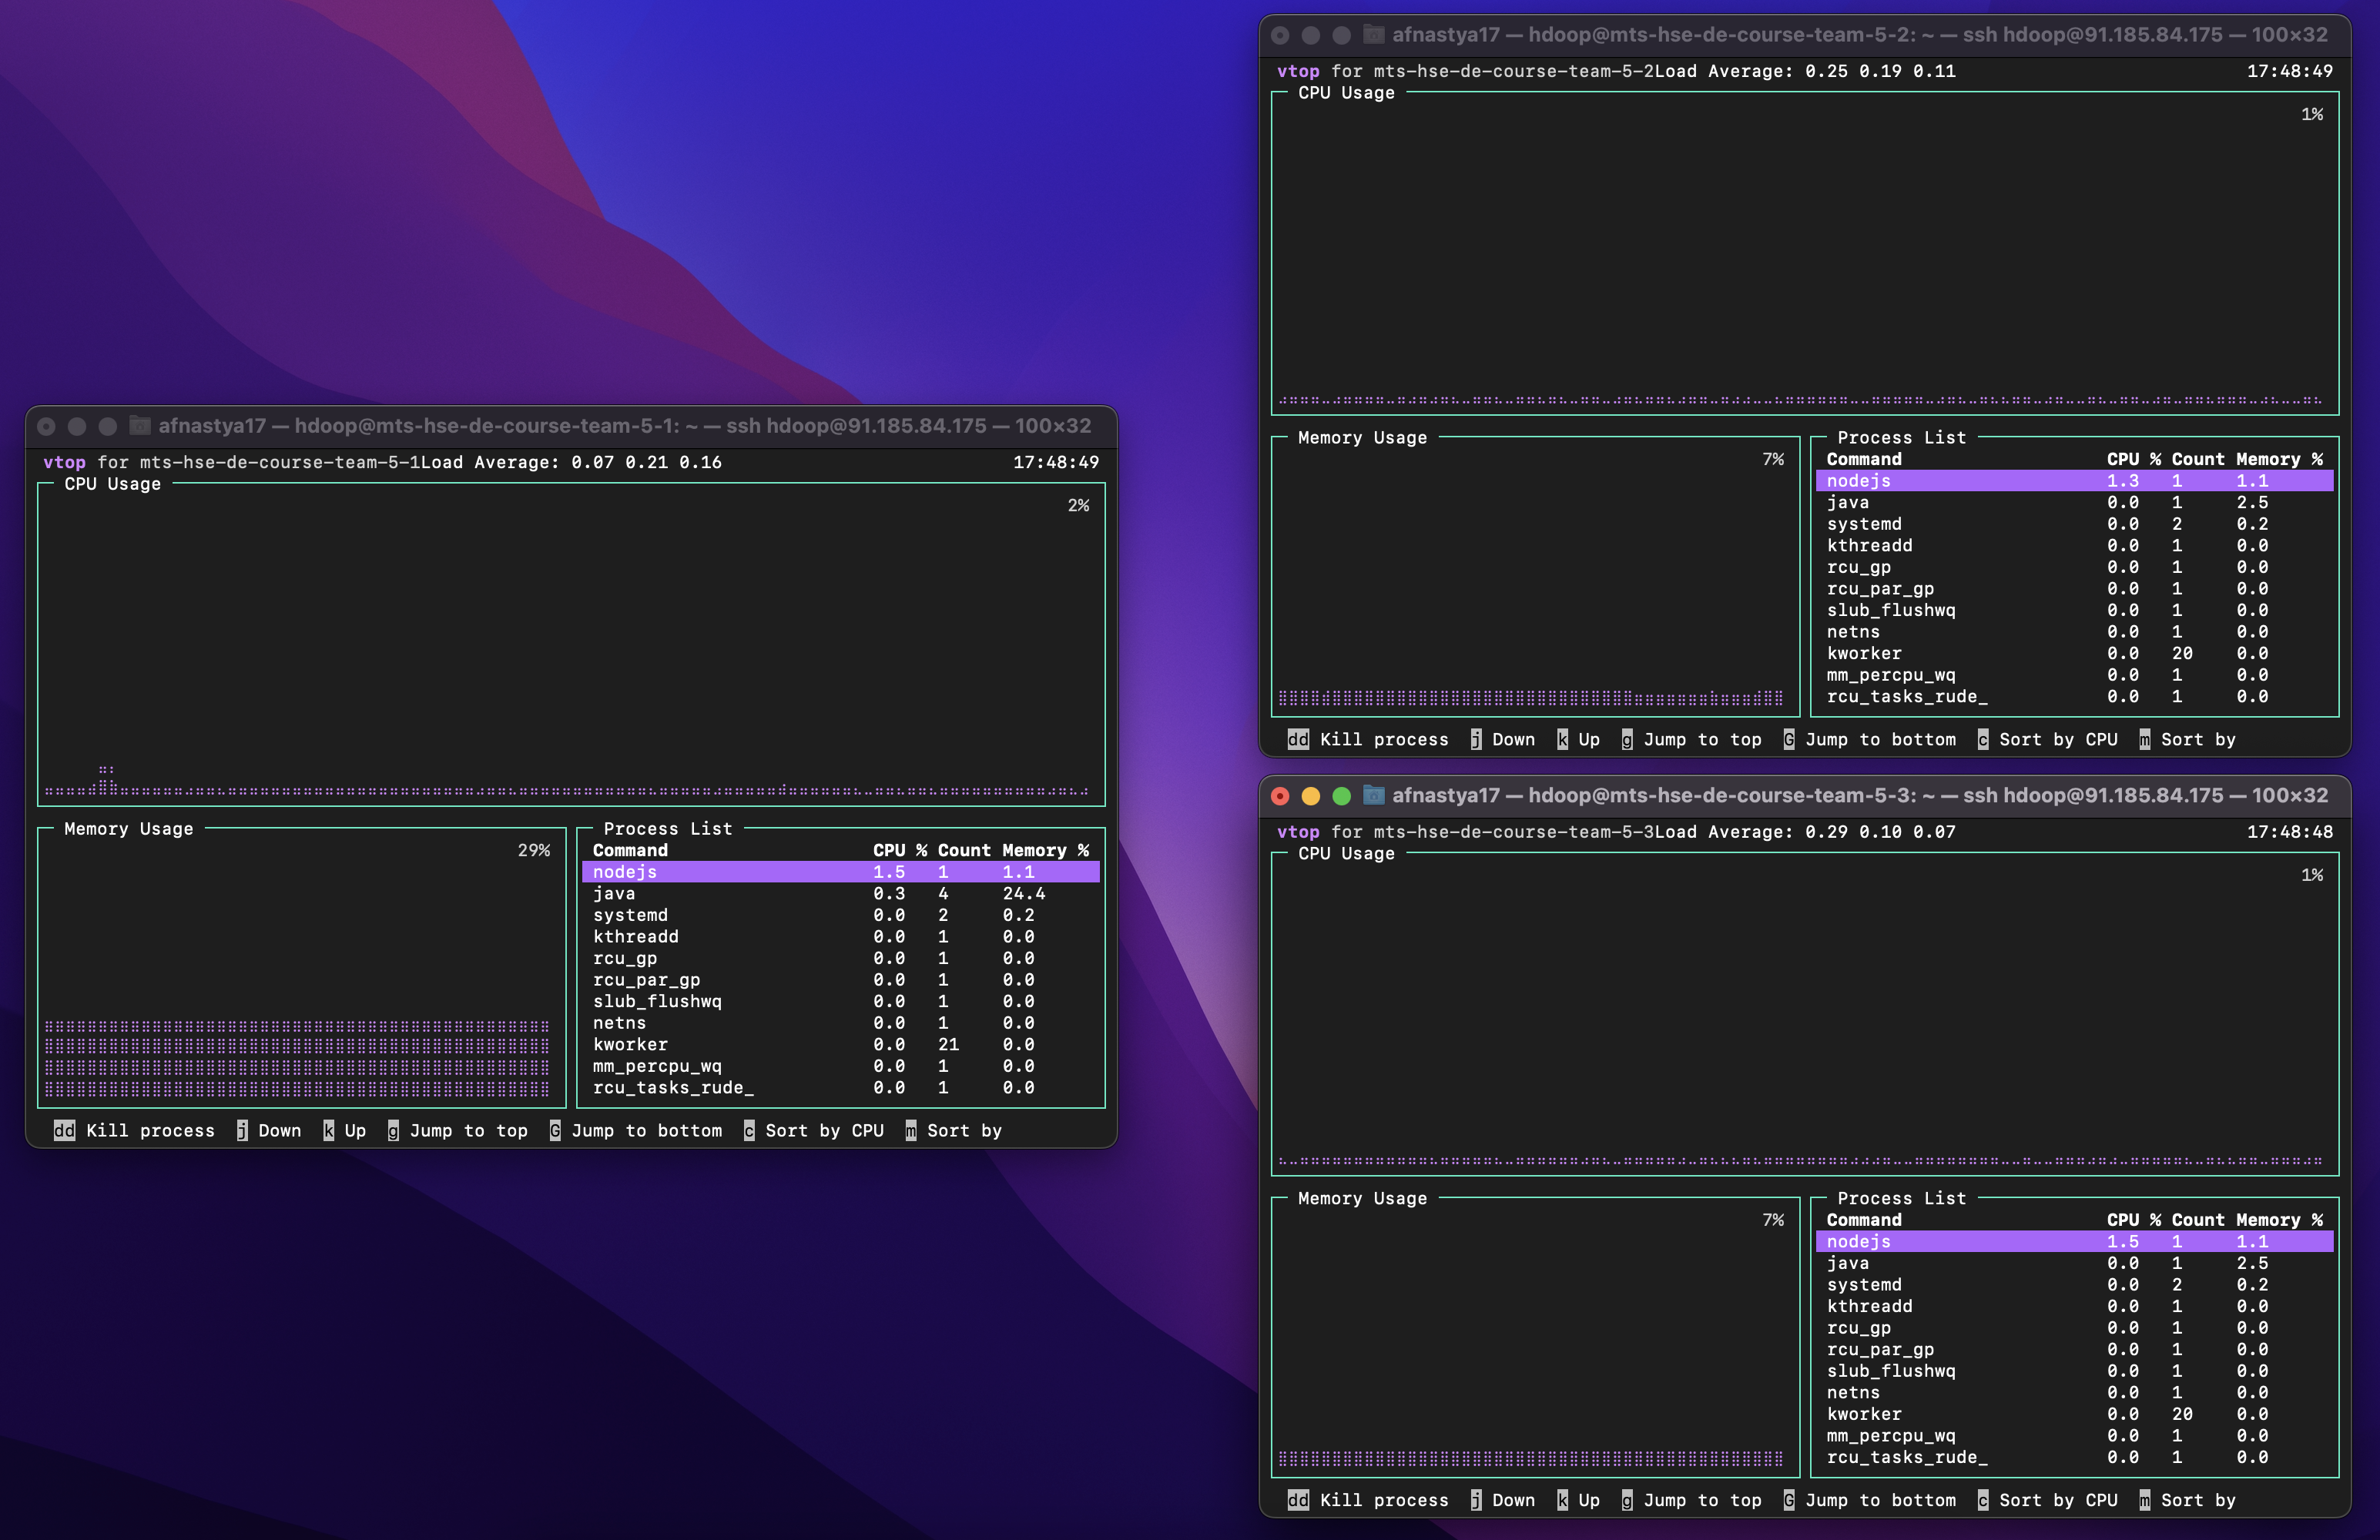 afnastya17 — hdoop@mts-hse-de-course-team-5-1: ~ — ssh hdoop@91.185.84.175 — 100×32
vtop for mts-hse-de-course-team-5-1Load Average: 0.07 0.21 0.16 17:48:49
CPU Usage
2%
Memory Usage
29%
Process List
Command CPU % Count Memory %
nodejs 1.5 1 1.1
java 0.3 4 24.4
systemd 0.0 2 0.2
kthreadd 0.0 1 0.0
rcu_gp 0.0 1 0.0
rcu_par_gp 0.0 1 0.0
slub_flushwq 0.0 1 0.0
netns 0.0 1 0.0
kworker 0.0 21 0.0
mm_percpu_wq 0.0 1 0.0
rcu_tasks_rude_ 0.0 1 0.0
dd Kill process j Down k Up g Jump to top G Jump to bottom c Sort by CPU m Sort by
afnastya17 — hdoop@mts-hse-de-course-team-5-2: ~ — ssh hdoop@91.185.84.175 — 100×32
vtop for mts-hse-de-course-team-5-2Load Average: 0.25 0.19 0.11 17:48:49
CPU Usage
1%
Memory Usage
7%
Process List
Command CPU % Count Memory %
nodejs 1.3 1 1.1
java 0.0 1 2.5
systemd 0.0 2 0.2
kthreadd 0.0 1 0.0
rcu_gp 0.0 1 0.0
rcu_par_gp 0.0 1 0.0
slub_flushwq 0.0 1 0.0
netns 0.0 1 0.0
kworker 0.0 20 0.0
mm_percpu_wq 0.0 1 0.0
rcu_tasks_rude_ 0.0 1 0.0
dd Kill process j Down k Up g Jump to top G Jump to bottom c Sort by CPU m Sort by
afnastya17 — hdoop@mts-hse-de-course-team-5-3: ~ — ssh hdoop@91.185.84.175 — 100×32
vtop for mts-hse-de-course-team-5-3Load Average: 0.29 0.10 0.07 17:48:48
CPU Usage
1%
Memory Usage
7%
Process List
Command CPU % Count Memory %
nodejs 1.5 1 1.1
java 0.0 1 2.5
systemd 0.0 2 0.2
kthreadd 0.0 1 0.0
rcu_gp 0.0 1 0.0
rcu_par_gp 0.0 1 0.0
slub_flushwq 0.0 1 0.0
netns 0.0 1 0.0
kworker 0.0 20 0.0
mm_percpu_wq 0.0 1 0.0
rcu_tasks_rude_ 0.0 1 0.0
dd Kill process j Down k Up g Jump to top G Jump to bottom c Sort by CPU m Sort by